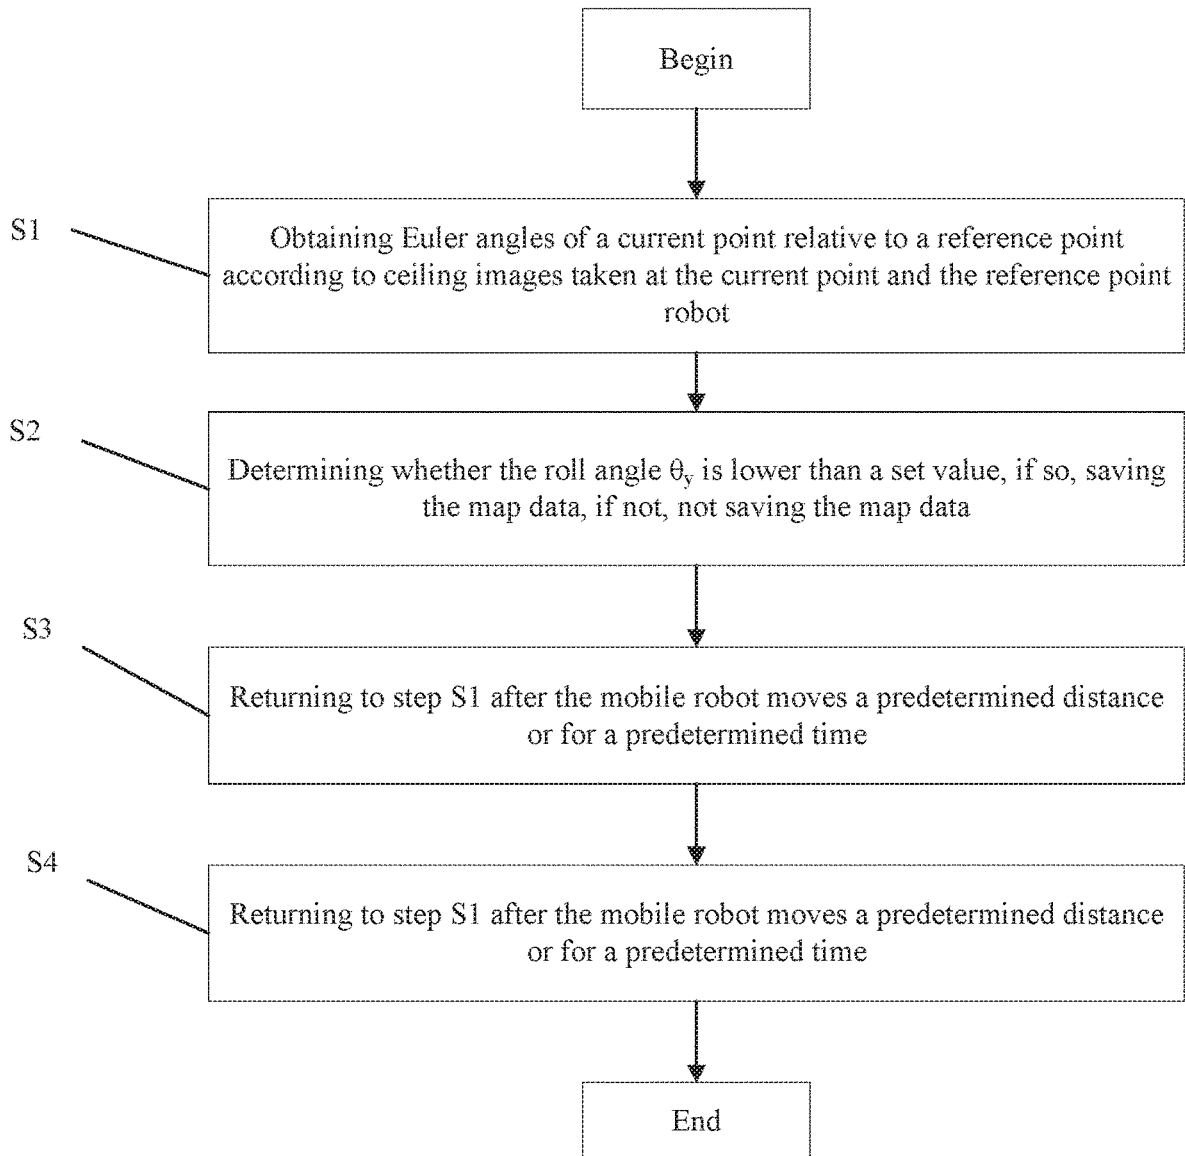 Begin
S1
Obtaining Euler angles of a current point relative to a reference point
according to ceiling images taken at the current point and the reference point
robot
S2
Determining whether the roll angle θy is lower than a set value, if so, saving
the map data, if not, not saving the map data
S3
Returning to step S1 after the mobile robot moves a predetermined distance
or for a predetermined time
S4
Returning to step S1 after the mobile robot moves a predetermined distance
or for a predetermined time
End